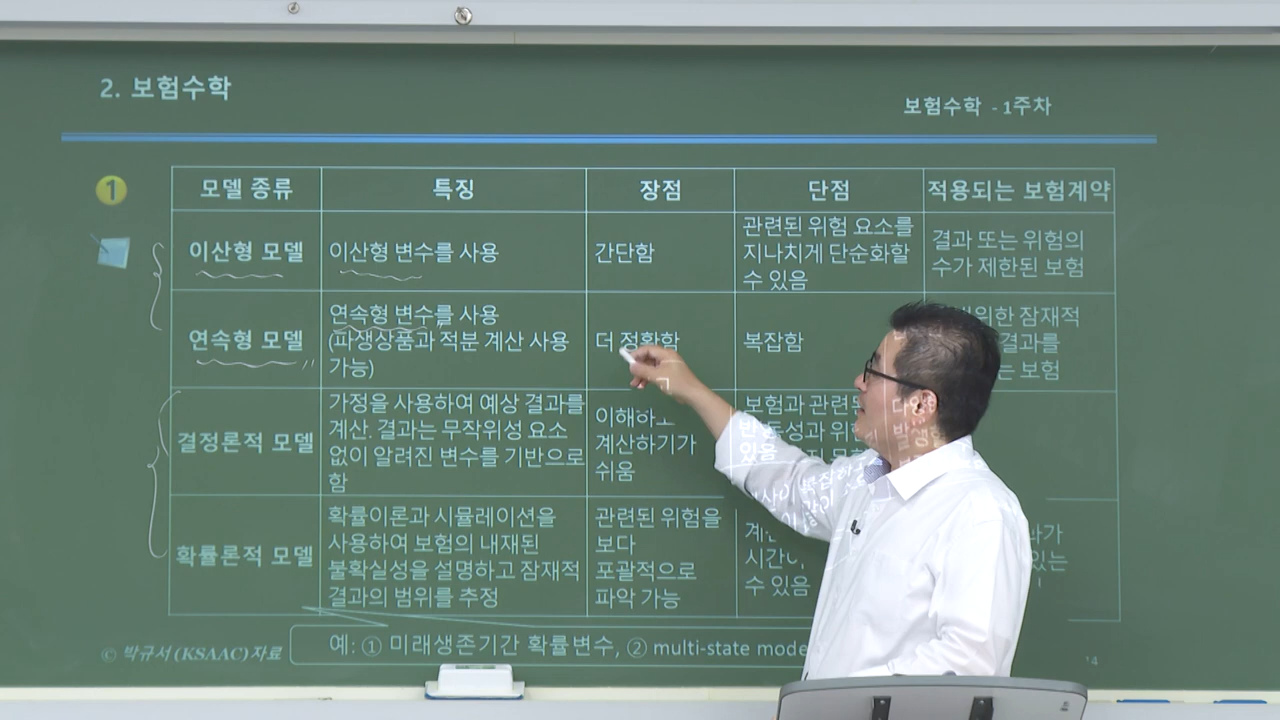 2. 보험수학
보험수학 - 1주차
1
모델 종류
특징
장점
단점
적용되는 보험계약
이산형 모델
이산형 변수를 사용
간단함
관련된 위험 요소를
지나치게 단순화할
수 있음
결과 또는 위험의
수가 제한된 보험
연속형 모델
연속형 변수를 사용
(파생상품과 적분 계산 사용
가능)
더 정확함
복잡함
잠재적
결과를
보험
결정론적 모델
가정을 사용하여 예상 결과를
계산. 결과는 무작위성 요소
없이 알려진 변수를 기반으로
함
이해하고
계산하기가
쉬움
보험과 관련된
있음
확률론적 모델
확률이론과 시뮬레이션을
사용하여 보험의 내재된
불확실성을 설명하고 잠재적
결과의 범위를 추정
관련된 위험을
보다
포괄적으로
파악 가능
수 있음
있는
예: ① 미래생존기간 확률변수, ② multi-state mode
© 박규서 (KSAAC)자료